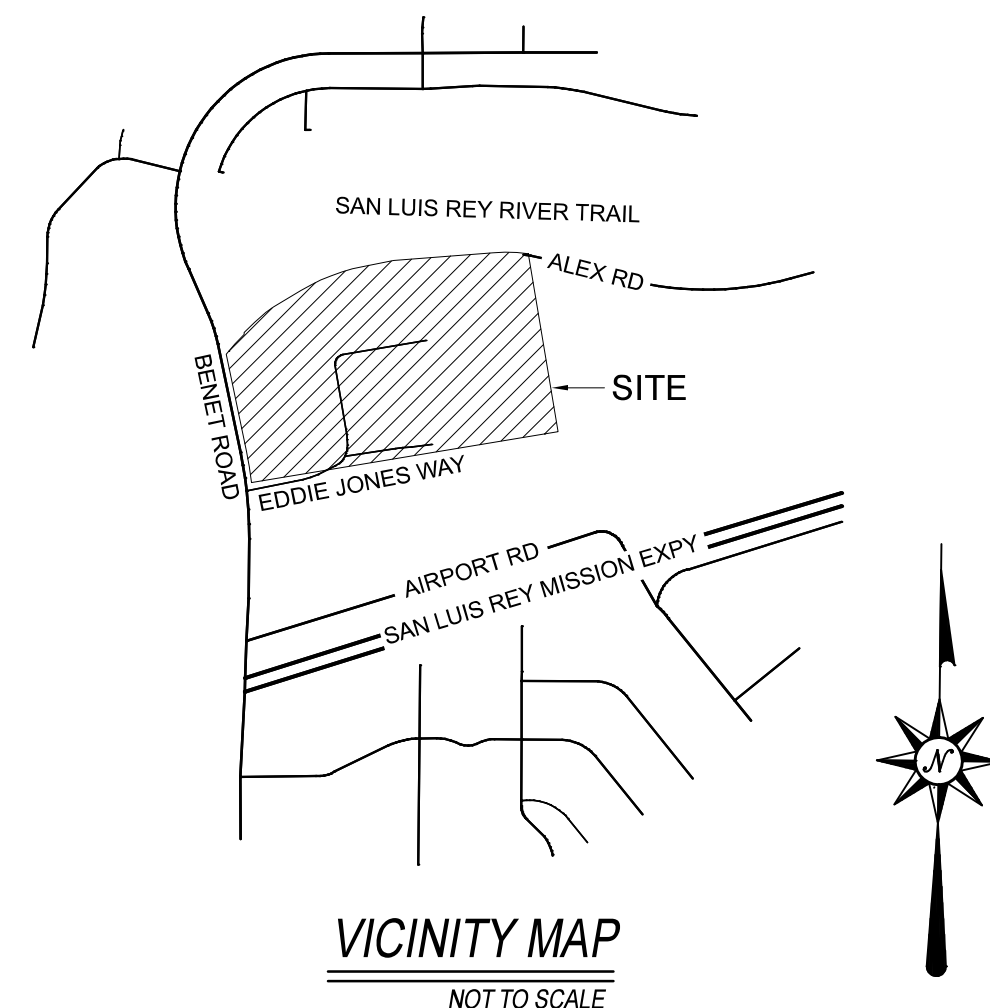 SAN LUIS REY RIVER TRAIL
ALEX RD
BENET ROAD
SITE
EDDIE JONES WAY
AIRPORT RD
SAN LUIS REY MISSION EXPY
N
VICINITY MAP
NOT TO SCALE